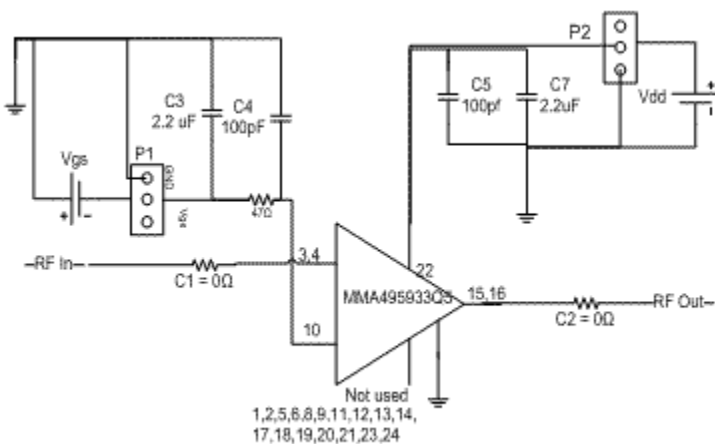 P2
C3
2.2 uF
C4
100pF
C5
100pf
C7
2.2uF
Vdd
+
-
Vgs
+
-
P1
GND
Vgs
47Ω
RF In
C1 = 0Ω
3,4
22
MMA495933Q5
15,16
RF Out
C2 = 0Ω
10
Not used
1,2,5,6,8,9,11,12,13,14,
17,18,19,20,21,23,24